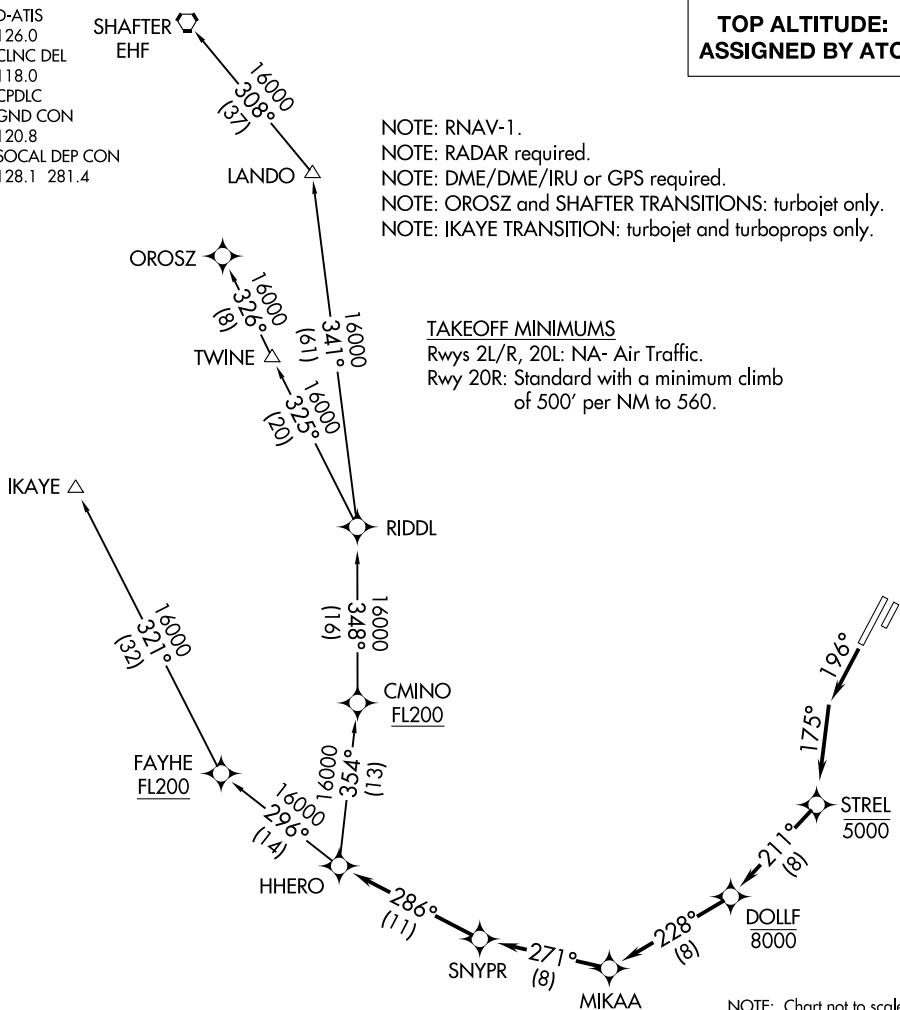 D-ATIS
126.0
CLNC DEL
118.0
CPDLC
GND CON
120.8
SOCAL DEP CON
128.1 281.4
SHAFTER
EHF
TOP ALTITUDE:
ASSIGNED BY ATC
NOTE: RNAV-1.
NOTE: RADAR required.
NOTE: DME/DME/IRU or GPS required.
NOTE: OROSZ and SHAFTER TRANSITIONS: turbojet only.
NOTE: IKAYE TRANSITION: turbojet and turboprops only.
16000
308°
(37)
LANDO
OROSZ
16000
326°
(8)
16000
341°
(61)
TWINE
TAKEOFF MINIMUMS
Rwys 2L/R, 20L: NA- Air Traffic.
Rwy 20R: Standard with a minimum climb
of 500' per NM to 560.
16000
325°
(20)
IKAYE
RIDDL
16000
321°
(32)
16000
348°
(16)
196°
175°
CMINO
FL200
FAYHE
FL200
16000
354°
(13)
16000
296°
(14)
STREL
5000
211°
(8)
HHERO
286°
(11)
DOLLF
8000
228°
(8)
271°
(8)
SNYPR
MIKAA
NOTE: Chart not to scale